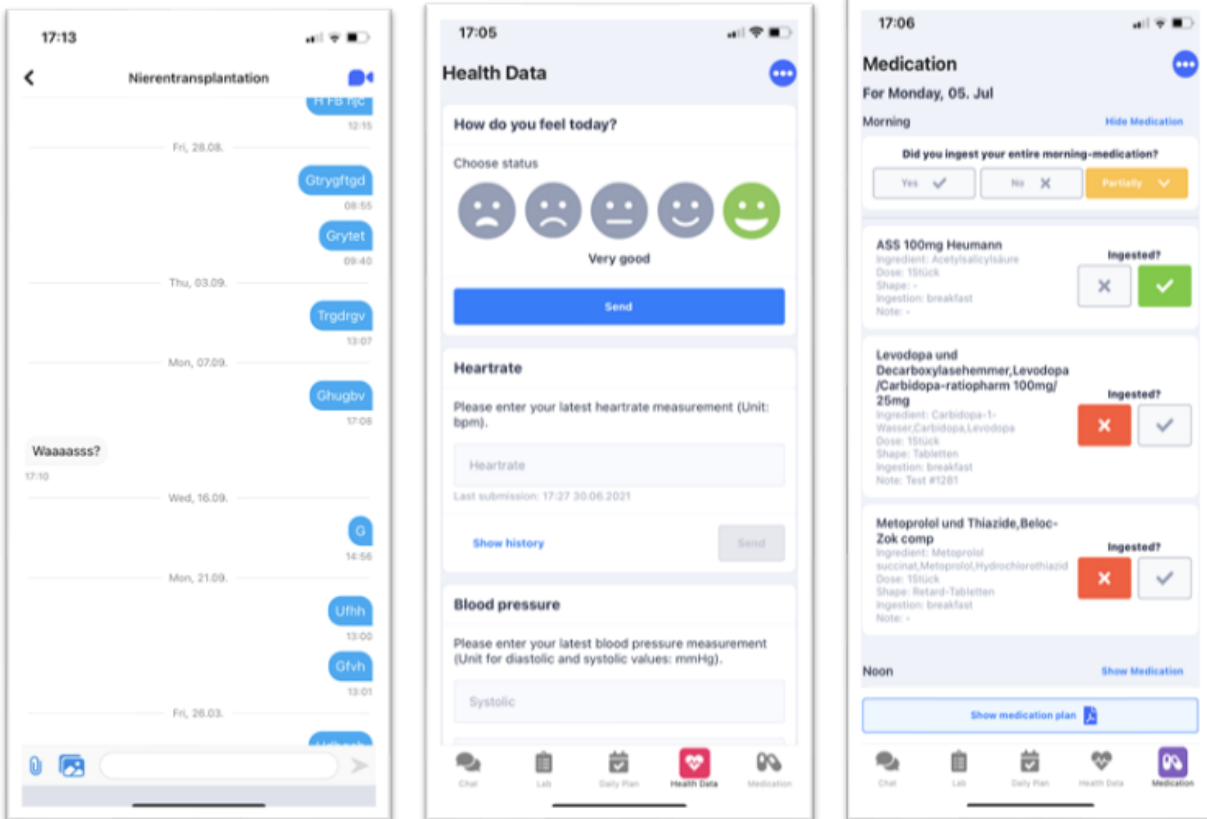 17:13
Nierentransplantation
H FB hjc
12:15
Fri, 28.08.
Gtrygftgd
08:55
Grytet
09:40
Thu, 03.09.
Trgdrgv
13:07
Mon, 07.09.
Ghugbv
17:08
Waaaasss?
17:10
Wed, 16.09.
G
14:56
Mon, 21.09.
Ufhh
13:00
Gfvh
13:01
Fri, 26.03.
17:05
Health Data
How do you feel today?
Choose status
Very good
Send
Heartrate
Please enter your latest heartrate measurement (Unit:
bpm).
Heartrate
Last submission: 17:27 30.06.2021
Show history
Send
Blood pressure
Please enter your latest blood pressure measurement
(Unit for diastolic and systolic values: mmHg).
Systolic
Chat
Lab
Daily Plan
Health Data
Medication
17:06
Medication
For Monday, 05. Jul
Morning
Hide Medication
Did you ingest your entire morning-medication?
Yes
No
Partially
ASS 100mg Heumann
Ingredient: Acetylsalicylsäure
Dose: 1Stück
Shape: -
Ingestion: breakfast
Note: -
Ingested?
Levodopa und
Decarboxylasehemmer,Levodopa
/Carbidopa-ratiopharm 100mg/
25mg
Ingredient: Carbidopa-1-
Wasser,Carbidopa,Levodopa
Dose: 1Stück
Shape: Tabletten
Ingestion: breakfast
Note: Test #1281
Ingested?
Metoprolol und Thiazide,Beloc-
Zok comp
Ingredient: Metoprolol
succinat,Metoprolol,Hydrochlorothiazid
Dose: 1Stück
Shape: Retard-Tabletten
Ingestion: breakfast
Note: -
Ingested?
Noon
Show Medication
Show medication plan
Chat
Lab
Daily Plan
Health Data
Medication